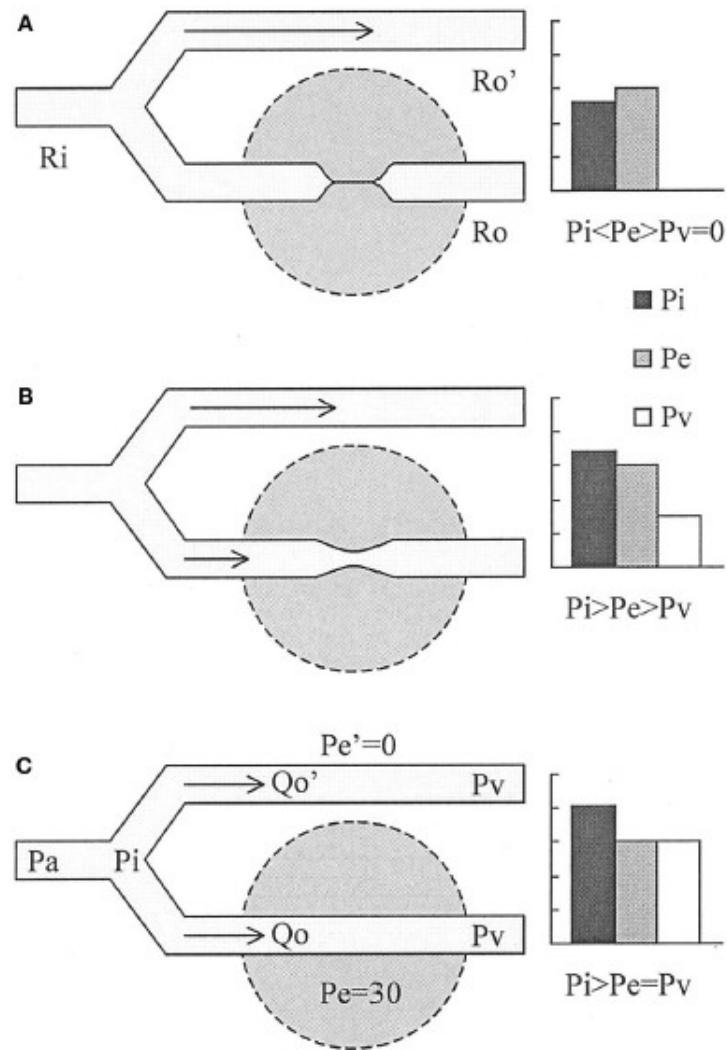 A
Ro'
Ri
Ro
Pi<Pe>Pv=0
Pi
Pe
Pv
B
Pi>Pe>Pv
C
Pe'=0
Qo'
Pv
Pa
Pi
Qo
Pv
Pe=30
Pi>Pe=Pv